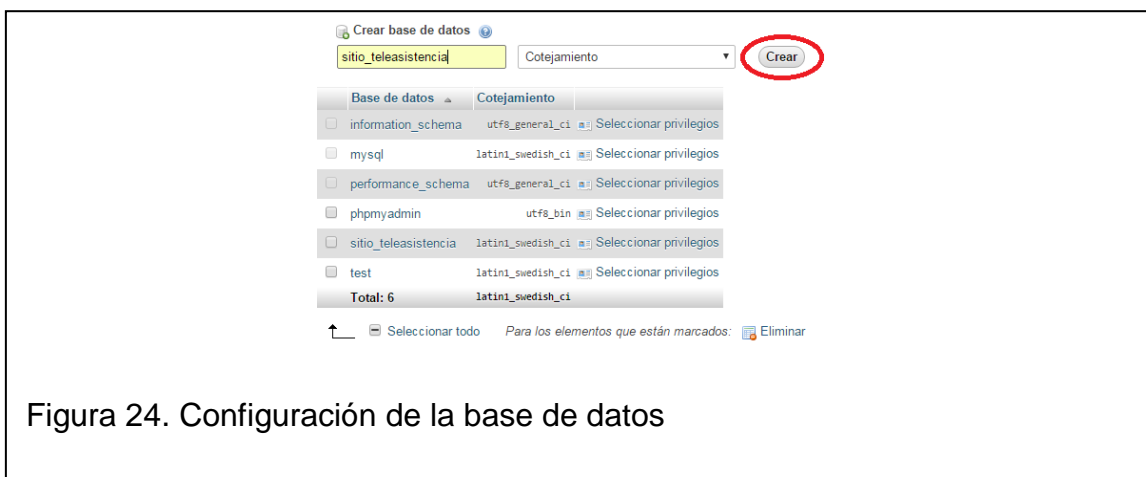 Crear base de datos
sitio_teleasistencia Cotejamiento Crear
Base de datos Cotejamiento
information_schema utf8_general_ci Seleccionar privilegios
mysql latin1_swedish_ci Seleccionar privilegios
performance_schema utf8_general_ci Seleccionar privilegios
phpmyadmin utf8_bin Seleccionar privilegios
sitio_teleasistencia latin1_swedish_ci Seleccionar privilegios
test latin1_swedish_ci Seleccionar privilegios
Total: 6 latin1_swedish_ci
Seleccionar todo Para los elementos que están marcados: Eliminar
Figura 24. Configuración de la base de datos